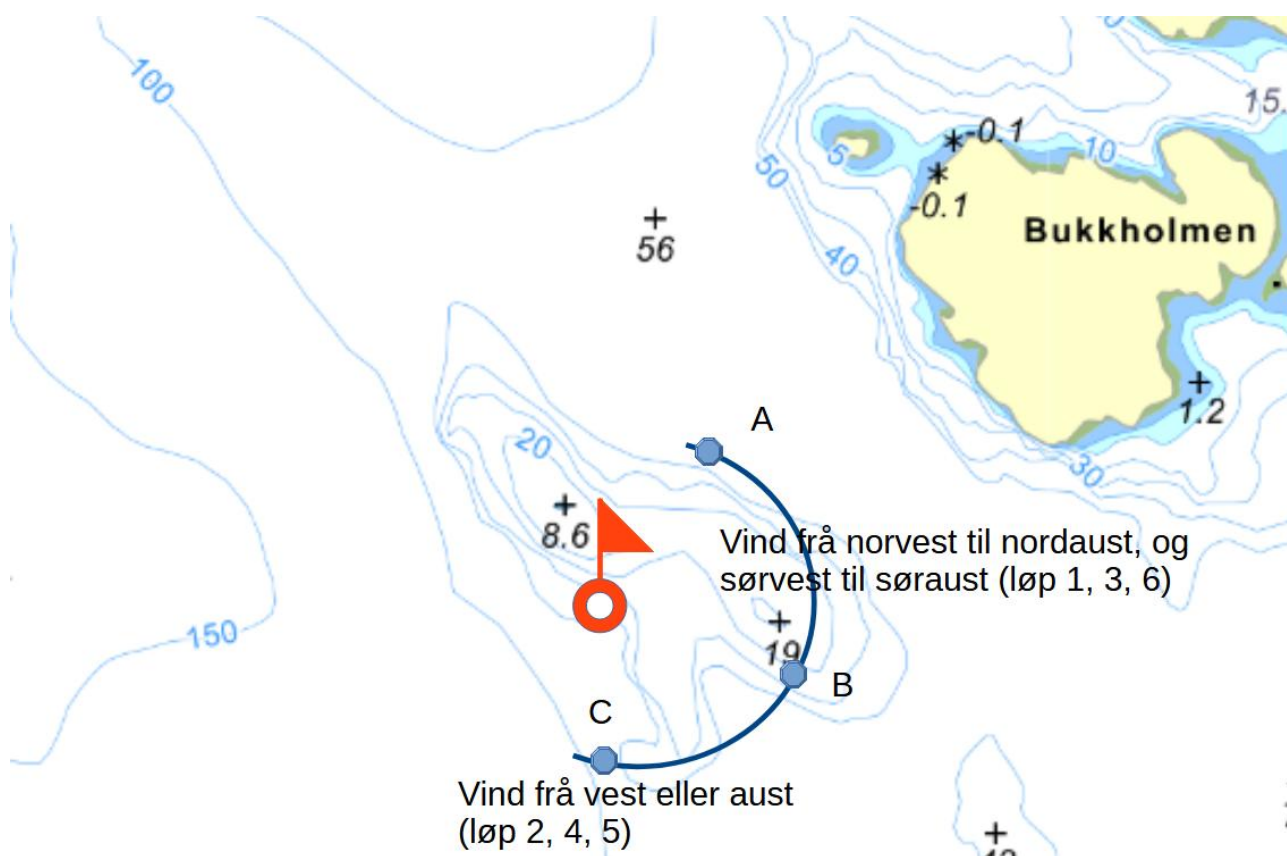 100
15.
-0.1
10
5
50
-0.1
Bukkholmen
56
40
1.2
20
30
A
8.6
Vind frå norvest til nordaust, og
sørvest til søraust (løp 1, 3, 6)
150
19
B
C
Vind frå vest eller aust
(løp 2, 4, 5)